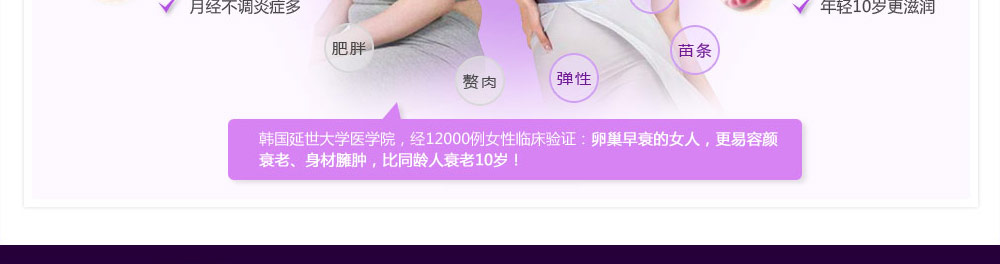 月经不调炎症多
年轻10岁更滋润
肥胖
苗条
赘肉
弹性
韩国延世大学医学院，经12000例女性临床验证：卵巢早衰的女人，更易容颜
衰老、身材臃肿，比同龄人衰老10岁！